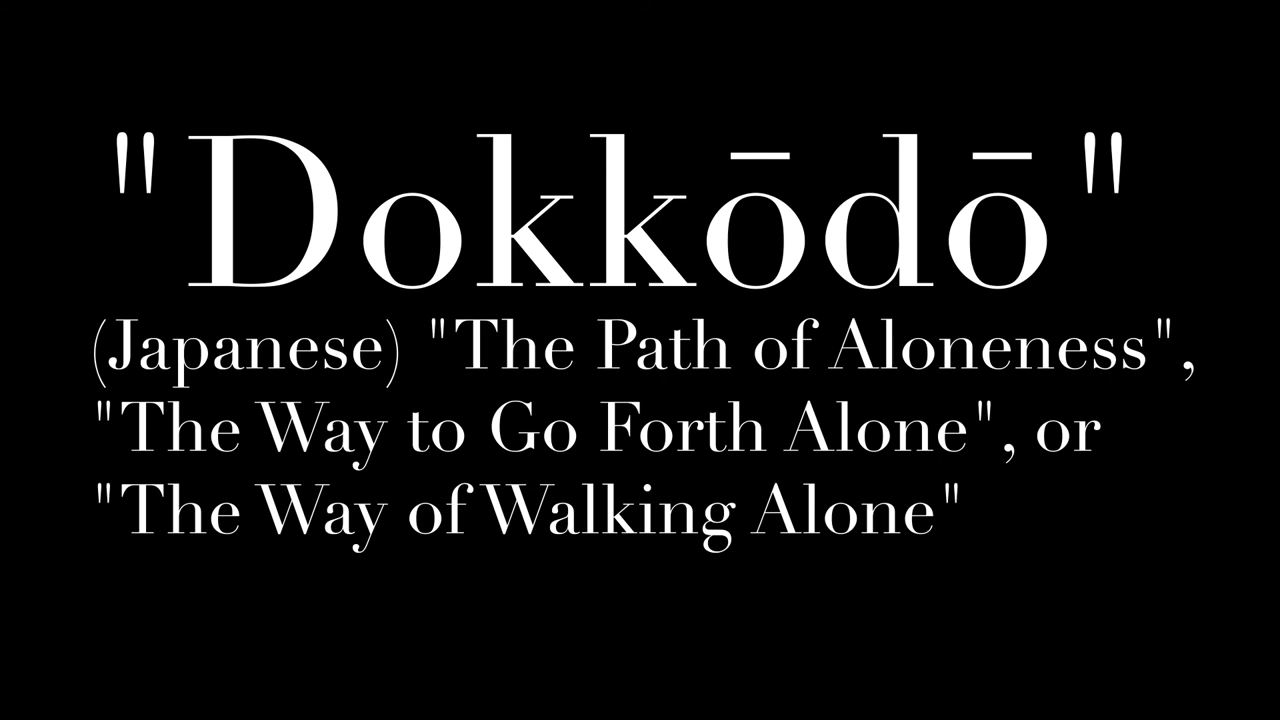 "Dokkōdō"
(Japanese) "The Path of Aloneness",
"The Way to Go Forth Alone", or
"The Way of Walking Alone"